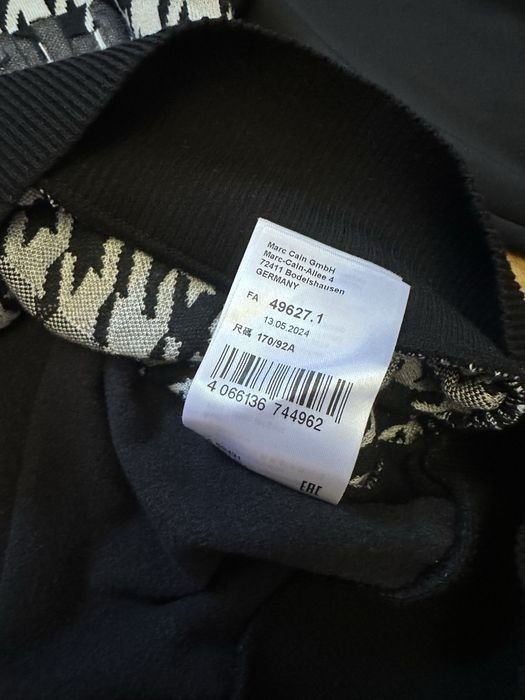 Marc Cain GmbH
Marc-Cain-Allee 4
72411 Bodelshausen
GERMANY
FA 49627.1
13.05.2024
尺碼 170/92A
4 066136 744962
EAC